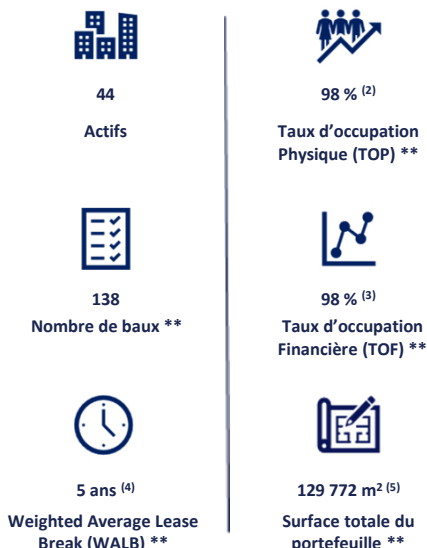 44
Actifs
98 % (2)
Taux d’occupation
Physique (TOP) **
138
Nombre de baux **
98 % (3)
Taux d’occupation
Financière (TOF) **
5 ans (4)
Weighted Average Lease
Break (WALB) **
129 772 m² (5)
Surface totale du
portefeuille **